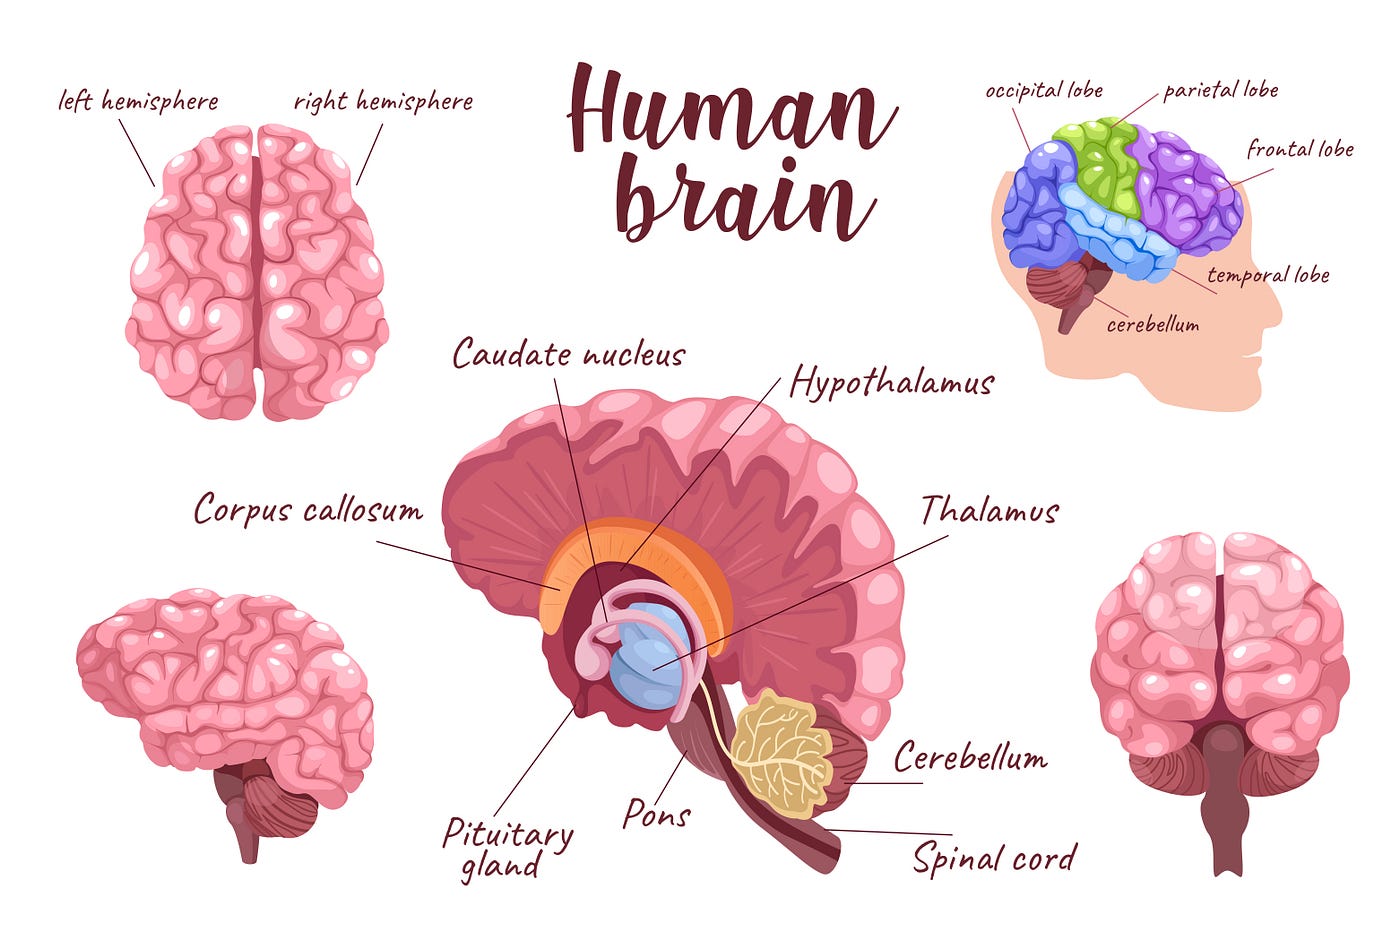 Human
brain
left hemisphere
right hemisphere
occipital lobe
parietal lobe
frontal lobe
temporal lobe
cerebellum
Caudate nucleus
Hypothalamus
Corpus callosum
Thalamus
Cerebellum
Pituitary
gland
Pons
Spinal cord